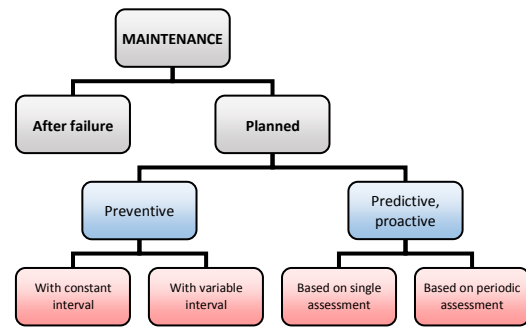 MAINTENANCE
After failure
Planned
Preventive
Predictive,
proactive
With constant
interval
With variable
interval
Based on single
assessment
Based on periodic
assessment